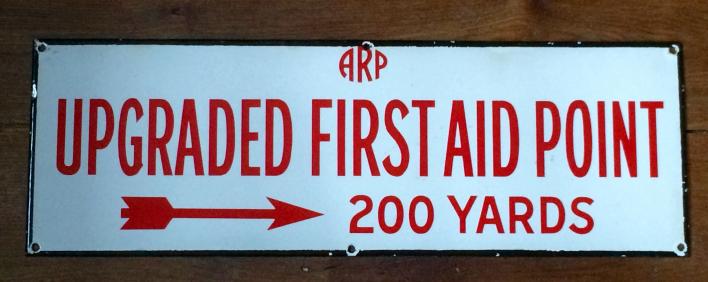 ARP
UPGRADED FIRST AID POINT
200 YARDS